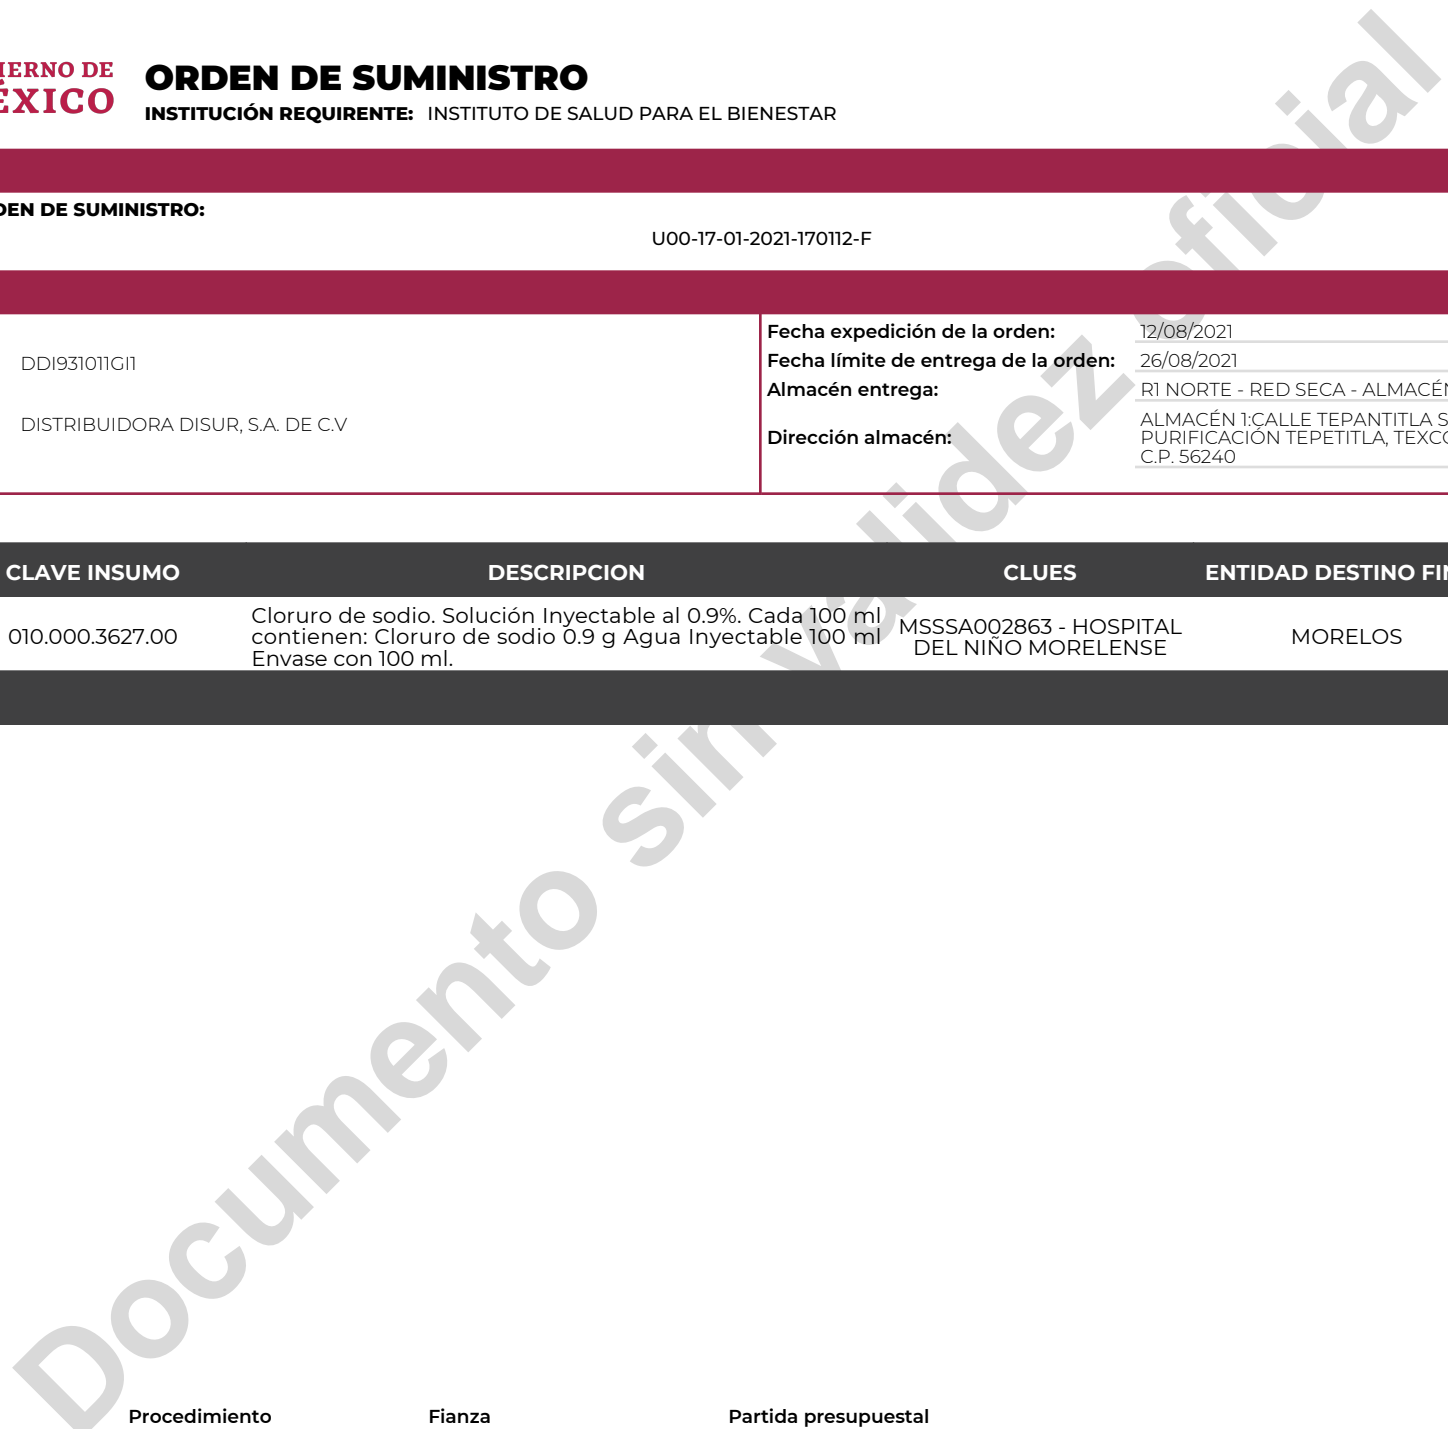 IERNO DE
ÉXICO
ORDEN DE SUMINISTRO
INSTITUCIÓN REQUIRENTE: INSTITUTO DE SALUD PARA EL BIENESTAR
DEN DE SUMINISTRO:
U00-17-01-2021-170112-F
DDI931011GI1
DISTRIBUIDORA DISUR, S.A. DE C.V
Fecha expedición de la orden: 12/08/2021
Fecha límite de entrega de la orden: 26/08/2021
Almacén entrega: R1 NORTE - RED SECA - ALMACÉN
Dirección almacén:
ALMACÉN 1:CALLE TEPANTITLA S
PURIFICACIÓN TEPETITLA, TEXCO
C.P. 56240
CLAVE INSUMO DESCRIPCION CLUES ENTIDAD DESTINO FIN
010.000.3627.00
Cloruro de sodio. Solución Inyectable al 0.9%. Cada 100 ml
contienen: Cloruro de sodio 0.9 g Agua Inyectable 100 ml
Envase con 100 ml.
MSSSA002863 - HOSPITAL
DEL NIÑO MORELENSE
MORELOS
Documento sin validez oficial
Procedimiento Fianza Partida presupuestal